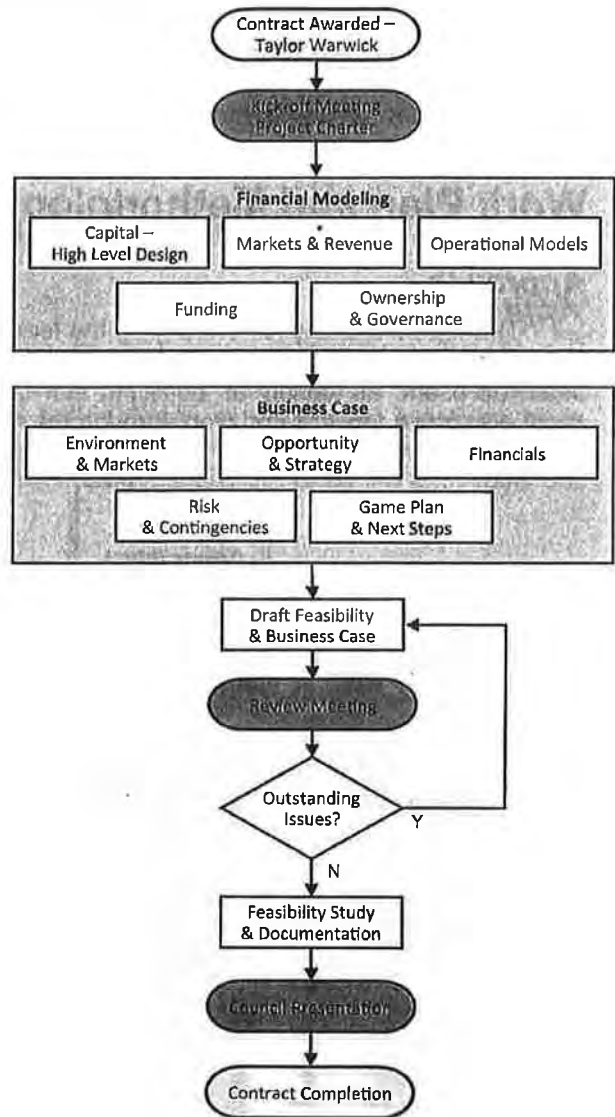 Contract Awarded –
Taylor Warwick
Kick-off Meeting
Project Charter
Financial Modeling
Capital –
High Level Design
Markets & Revenue
Operational Models
Funding
Ownership
& Governance
Business Case
Environment
& Markets
Opportunity
& Strategy
Financials
Risk
& Contingencies
Game Plan
& Next Steps
Draft Feasibility
& Business Case
Review Meeting
Outstanding
Issues?
Y
N
Feasibility Study
& Documentation
Council Presentation
Contract Completion